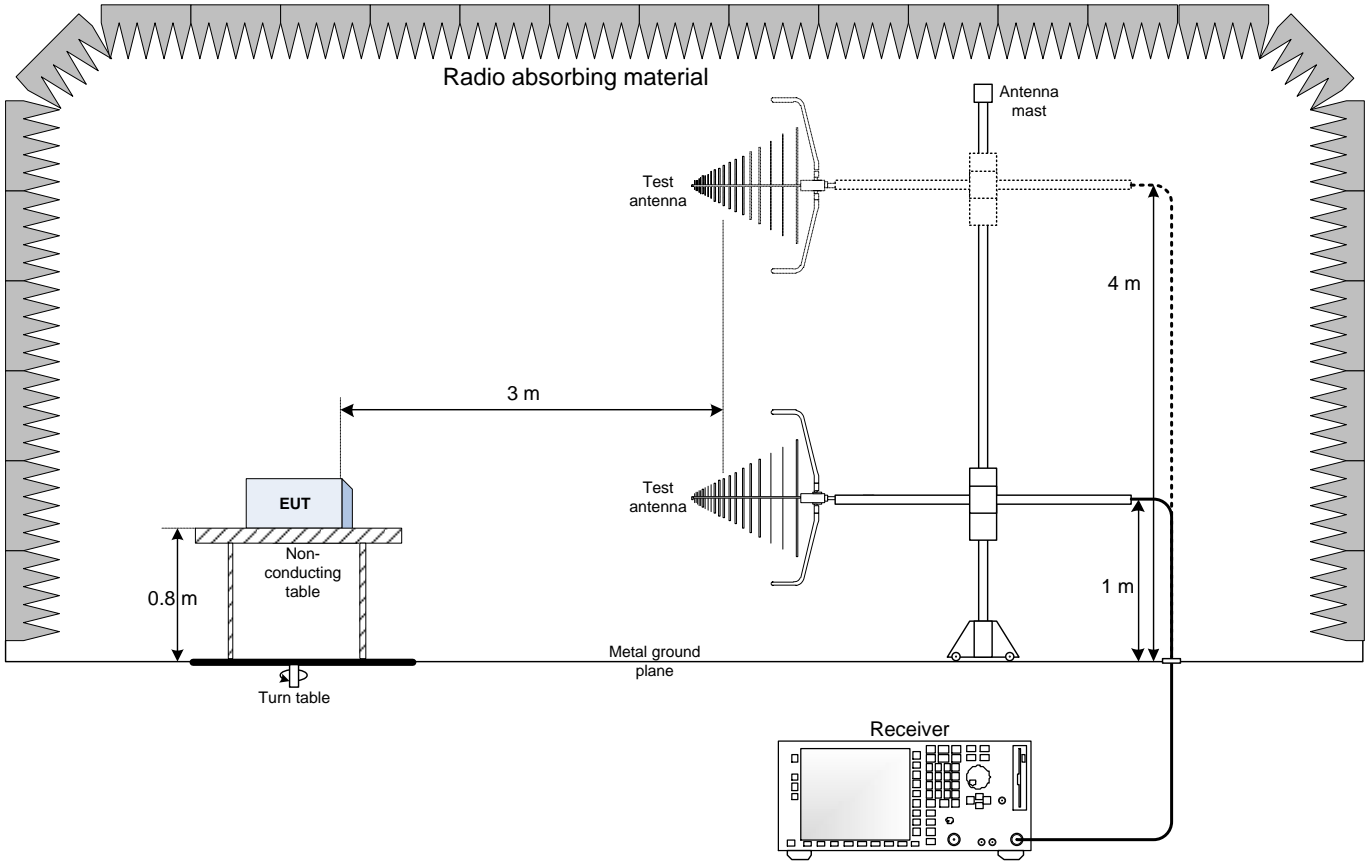 Radio absorbing material
Antenna
mast
Test
antenna
4 m
3 m
Test
antenna
EUT
Non-
conducting
table
0.8 m
1 m
Metal ground
plane
Turn table
Receiver